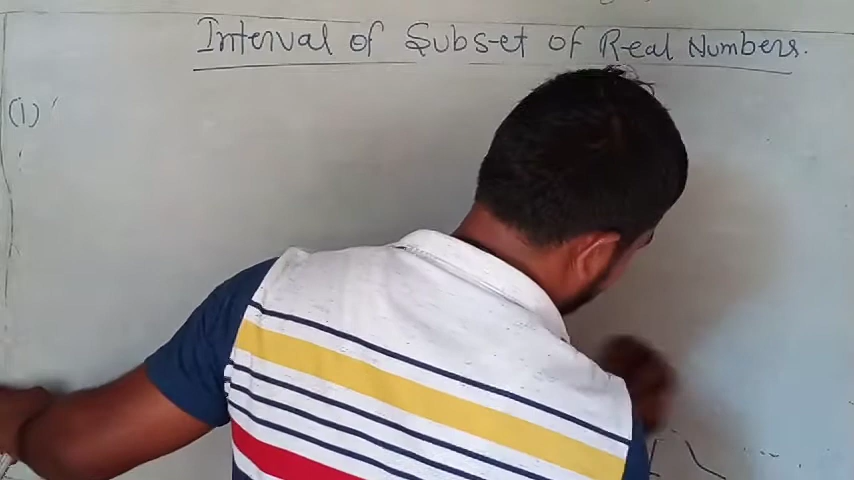 Interval of Subset of Real Numbers.
(1)